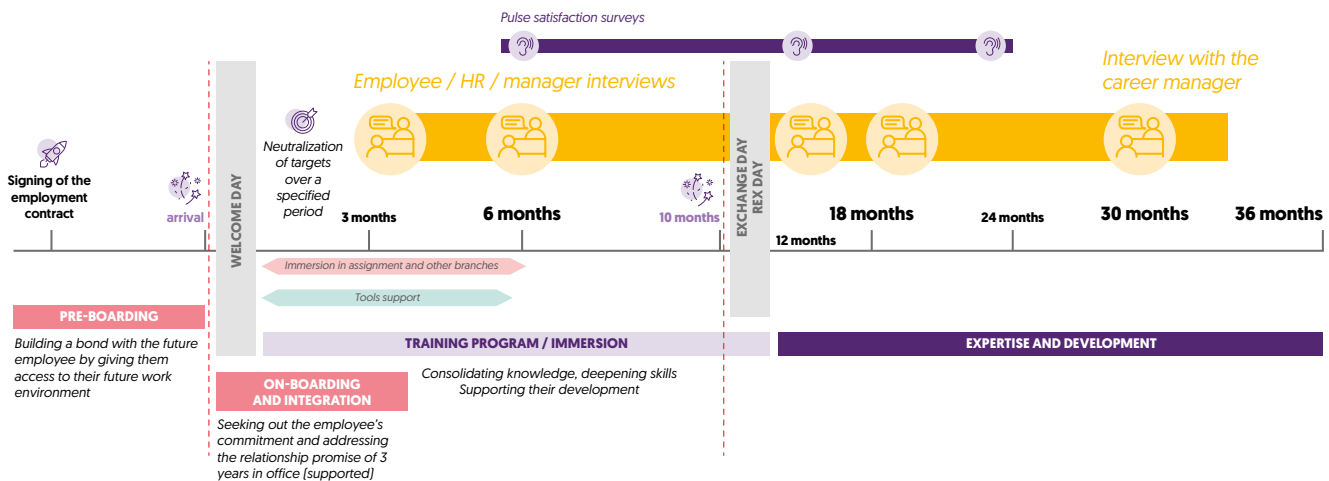 Pulse satisfaction surveys
Employee / HR / manager interviews
Interview with the
career manager
Neutralization
of targets
over a
specified
period
Signing of the
employment
contract
arrival
WELCOME DAY
3 months
6 months
10 months
EXCHANGE DAY
REX DAY
12 months
18 months
24 months
30 months
36 months
Immersion in assignment and other branches
Tools support
PRE-BOARDING
Building a bond with the future
employee by giving them
access to their future work
environment
TRAINING PROGRAM / IMMERSION
Consolidating knowledge, deepening skills
Supporting their development
EXPERTISE AND DEVELOPMENT
ON-BOARDING
AND INTEGRATION
Seeking out the employee's
commitment and addressing
the relationship promise of 3
years in office (supported)